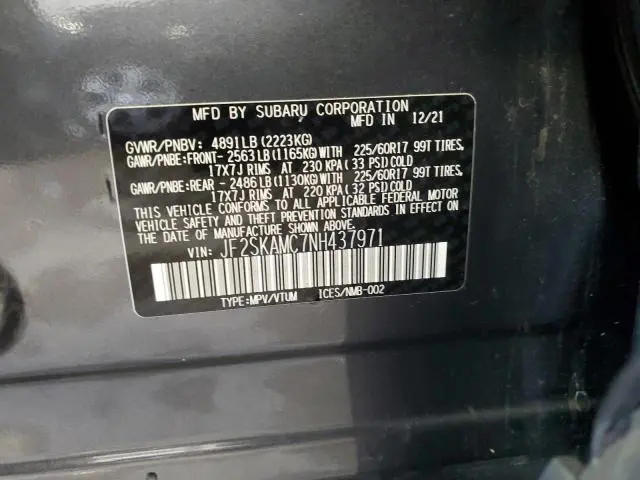 MFD BY SUBARU CORPORATION
MFD IN 12/21
GVWR/PNBV: 4891LB (2223KG)
GAWR/PNBE:FRONT- 2563LB(1165KG)WITH 225/60R17 99T TIRES,
17X7J RIMS AT 230 KPA(33 PSI)COLD
GAWR/PNBE:REAR - 2486LB(1130KG)WITH 225/60R17 99T TIRES,
17X7J RIMS AT 220 KPA(32 PSI)COLD
THIS VEHICLE CONFORMS TO ALL APPLICABLE FEDERAL MOTOR
VEHICLE SAFETY AND THEFT PREVENTION STANDARDS IN EFFECT ON
THE DATE OF MANUFACTURE SHOWN ABOVE.
VIN: JF2SKAMC7NH437971
TYPE:MPV/VTUM ICES/NMB-002